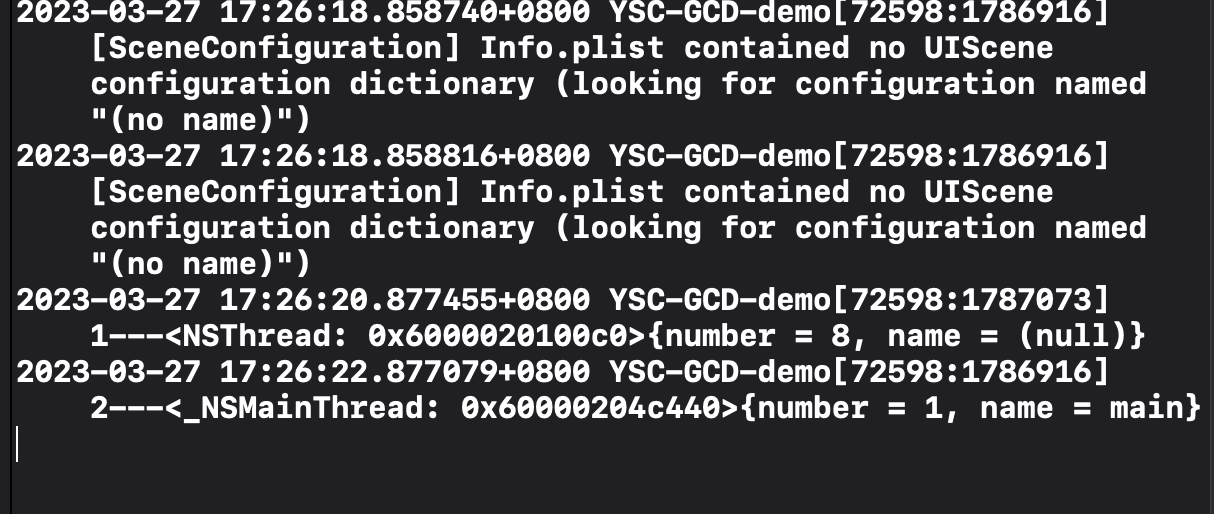 2023-03-27 17:26:18.858740+0800 YSC-GCD-demo[72598:1786916]
[SceneConfiguration] Info.plist contained no UIScene
configuration dictionary (looking for configuration named
"(no name)")
2023-03-27 17:26:18.858816+0800 YSC-GCD-demo[72598:1786916]
[SceneConfiguration] Info.plist contained no UIScene
configuration dictionary (looking for configuration named
"(no name)")
2023-03-27 17:26:20.877455+0800 YSC-GCD-demo[72598:1787073]
1---<NSThread: 0x6000020100c0>{number = 8, name = (null)}
2023-03-27 17:26:22.877079+0800 YSC-GCD-demo[72598:1786916]
2---<_NSMainThread: 0x60000204c440>{number = 1, name = main}